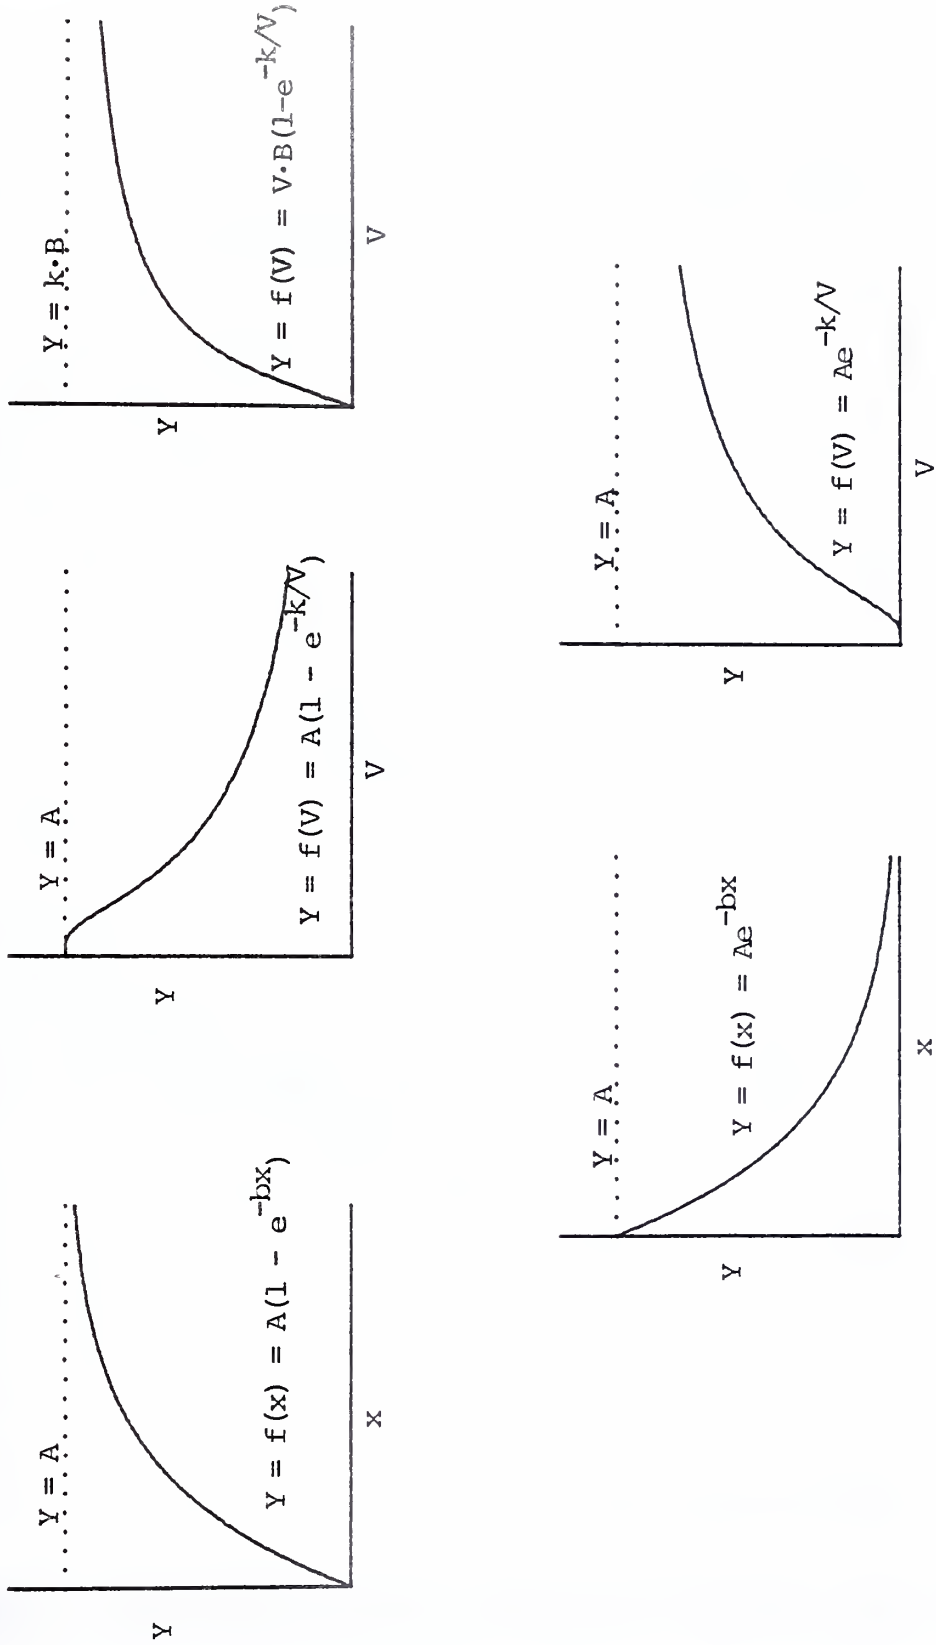 Y = A
Y
Y = f(x) = A(1 - e^-bx)
x
Y = A
Y
Y = f(V) = A(1 - e^-k/V)
V
Y = k·B
Y
Y = f(V) = V·B(1-e^-k/V)
V
Y = A
Y
Y = f(x) = Ae^-bx
x
Y = A
Y
Y = f(V) = Ae^-k/V
V